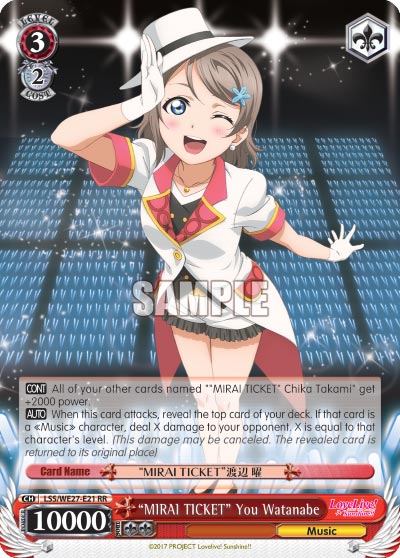 LEVEL
3
2
COST
SAMPLE
CONT All of your other cards named ""MIRAI TICKET" Chika Takami" get
+2000 power.
AUTO When this card attacks, reveal the top card of your deck. If that card is
a «Music» character, deal X damage to your opponent. X is equal to that
character's level. (This damage may be canceled. The revealed card is
returned to its original place)
Card Name "MIRAI TICKET"渡辺 曜
CH LSS/WE27-E21 RR
"MIRAI TICKET" You Watanabe
LoveLive!
Sunshine!!
POWER
10000
SOUL
Music
©2017 PROJECT Lovelive! Sunshine!!